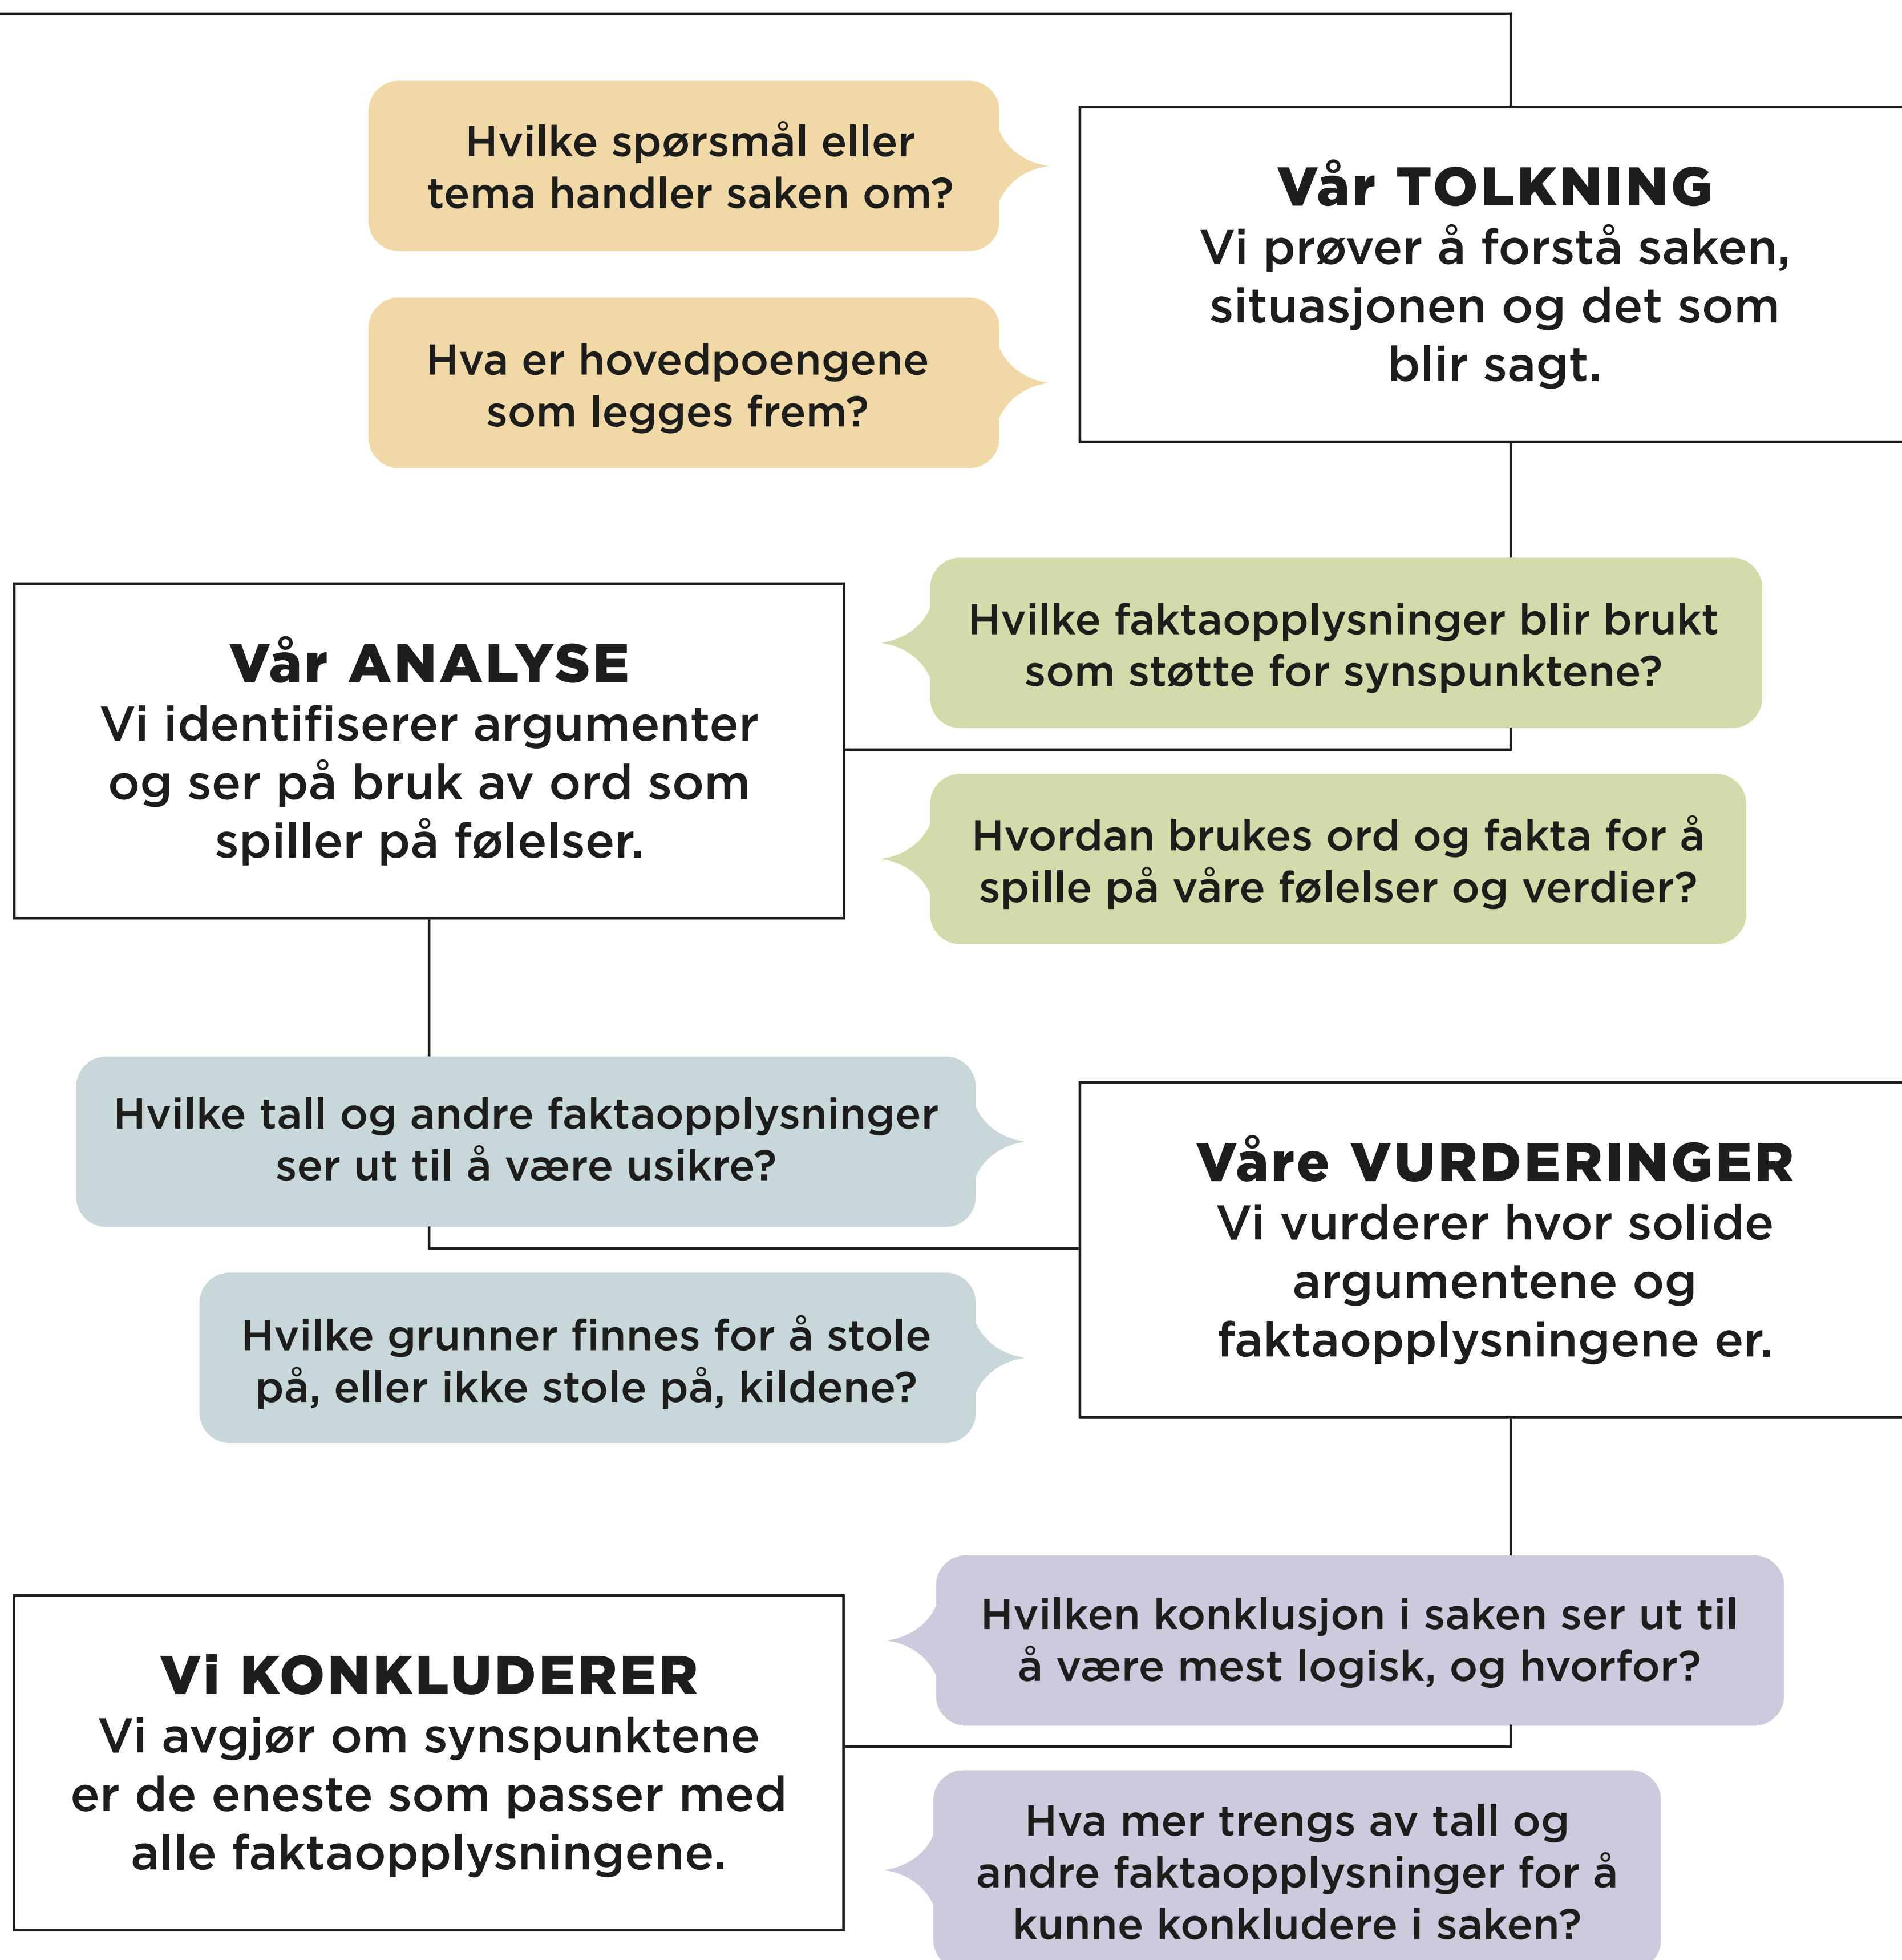 Hvilke spørsmål eller
tema handler saken om?
Hva er hovedpoengene
som legges frem?
Vår TOLKNING
Vi prøver å forstå saken,
situasjonen og det som
blir sagt.
Vår ANALYSE
Vi identifiserer argumenter
og ser på bruk av ord som
spiller på følelser.
Hvilke faktaopplysninger blir brukt
som støtte for synspunktene?
Hvordan brukes ord og fakta for å
spille på våre følelser og verdier?
Hvilke tall og andre faktaopplysninger
ser ut til å være usikre?
Hvilke grunner finnes for å stole
på, eller ikke stole på, kildene?
Våre VURDERINGER
Vi vurderer hvor solide
argumentene og
faktaopplysningene er.
Vi KONKLUDERER
Vi avgjør om synspunktene
er de eneste som passer med
alle faktaopplysningene.
Hvilken konklusjon i saken ser ut til
å være mest logisk, og hvorfor?
Hva mer trengs av tall og
andre faktaopplysninger for å
kunne konkludere i saken?